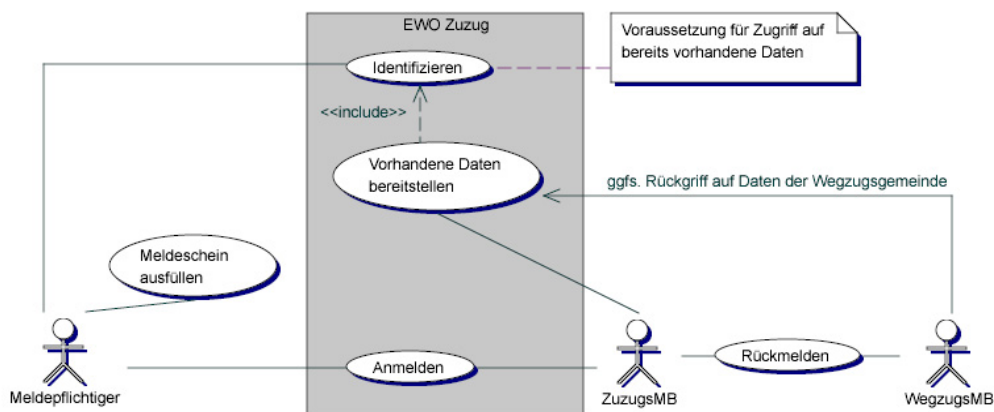 EWO Zuzug
Voraussetzung für Zugriff auf
bereits vorhandene Daten
Identifizieren
<<include>>
Vorhandene Daten
bereitstellen
ggfs. Rückgriff auf Daten der Wegzugsgemeinde
Meldeschein
ausfüllen
Anmelden
Rückmelden
Meldepflichtiger
ZuzugsMB
WegzugsMB